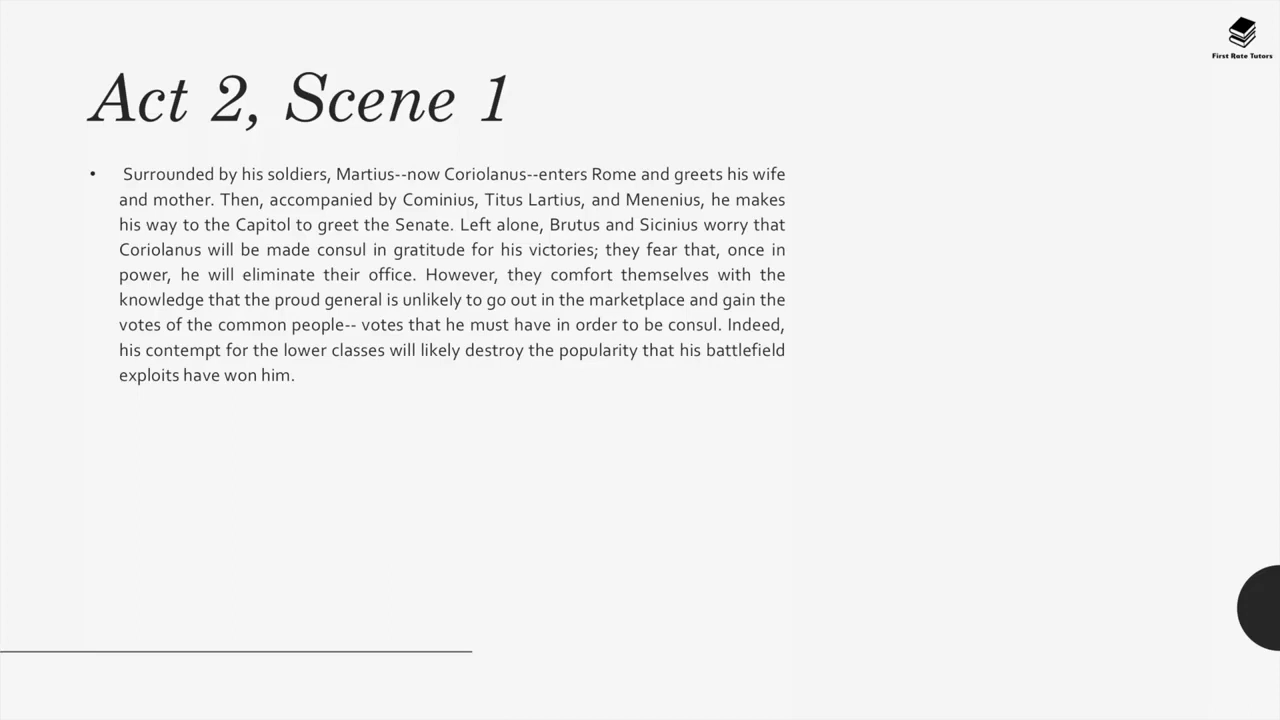 First Rate Tutors
Act 2, Scene 1
• Surrounded by his soldiers, Martius--now Coriolanus--enters Rome and greets his wife
and mother. Then, accompanied by Cominius, Titus Lartius, and Menenius, he makes
his way to the Capitol to greet the Senate. Left alone, Brutus and Sicinius worry that
Coriolanus will be made consul in gratitude for his victories; they fear that, once in
power, he will eliminate their office. However, they comfort themselves with the
knowledge that the proud general is unlikely to go out in the marketplace and gain the
votes of the common people-- votes that he must have in order to be consul. Indeed,
his contempt for the lower classes will likely destroy the popularity that his battlefield
exploits have won him.